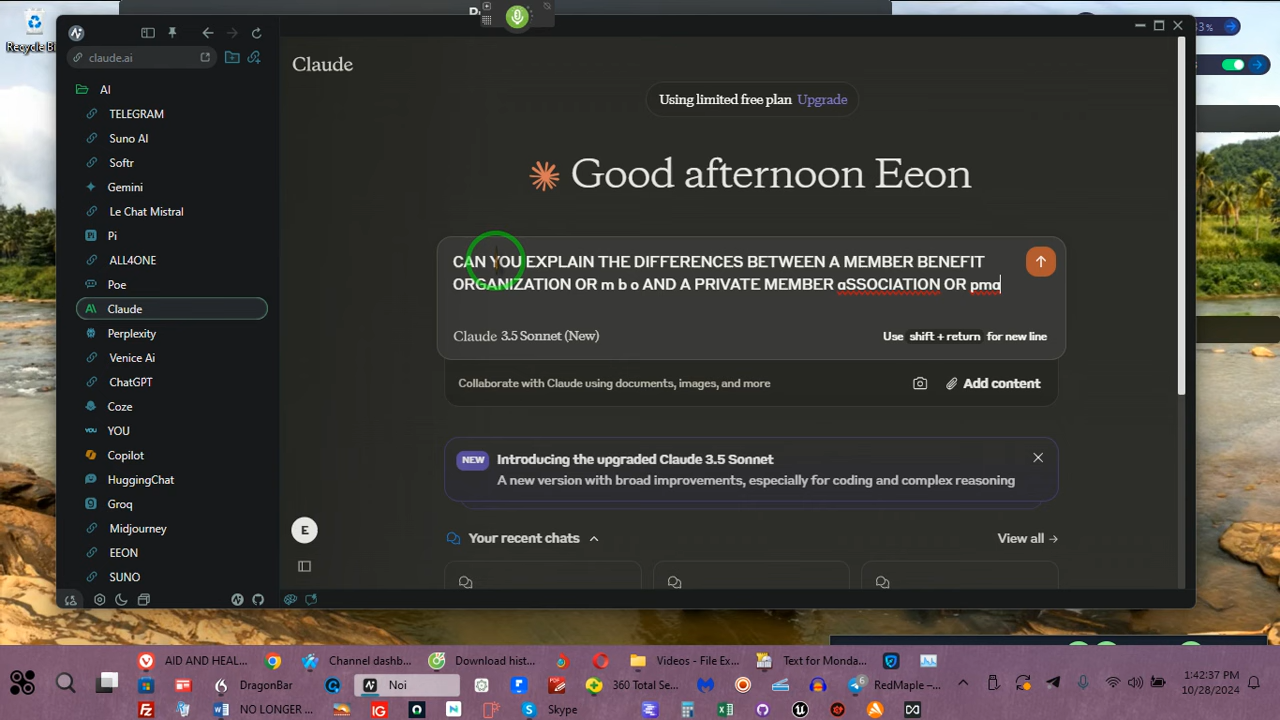 Recycle Bi
claude.ai
AI
TELEGRAM
Suno AI
Softr
Gemini
Le Chat Mistral
Pi
ALL4ONE
Poe
Claude
Perplexity
Venice Ai
ChatGPT
Coze
YOU
Copilot
HuggingChat
Groq
Midjourney
EEON
SUNO
Claude
Using limited free plan Upgrade
Good afternoon Eeon
CAN YOU EXPLAIN THE DIFFERENCES BETWEEN A MEMBER BENEFIT
ORGANIZATION OR m b o AND A PRIVATE MEMBER aSSOCIATION OR pma
Claude 3.5 Sonnet (New)
Use shift + return for new line
Collaborate with Claude using documents, images, and more
Add content
NEW Introducing the upgraded Claude 3.5 Sonnet
A new version with broad improvements, especially for coding and complex reasoning
E
Your recent chats
View all →
AID AND HEAL...
Channel dashb...
Download hist...
Videos - File Ex...
Text for Monda...
DragonBar
Noi
360 Total Se...
RedMaple –...
NO LONGER ...
Skype
1:42:37 PM
10/28/2024